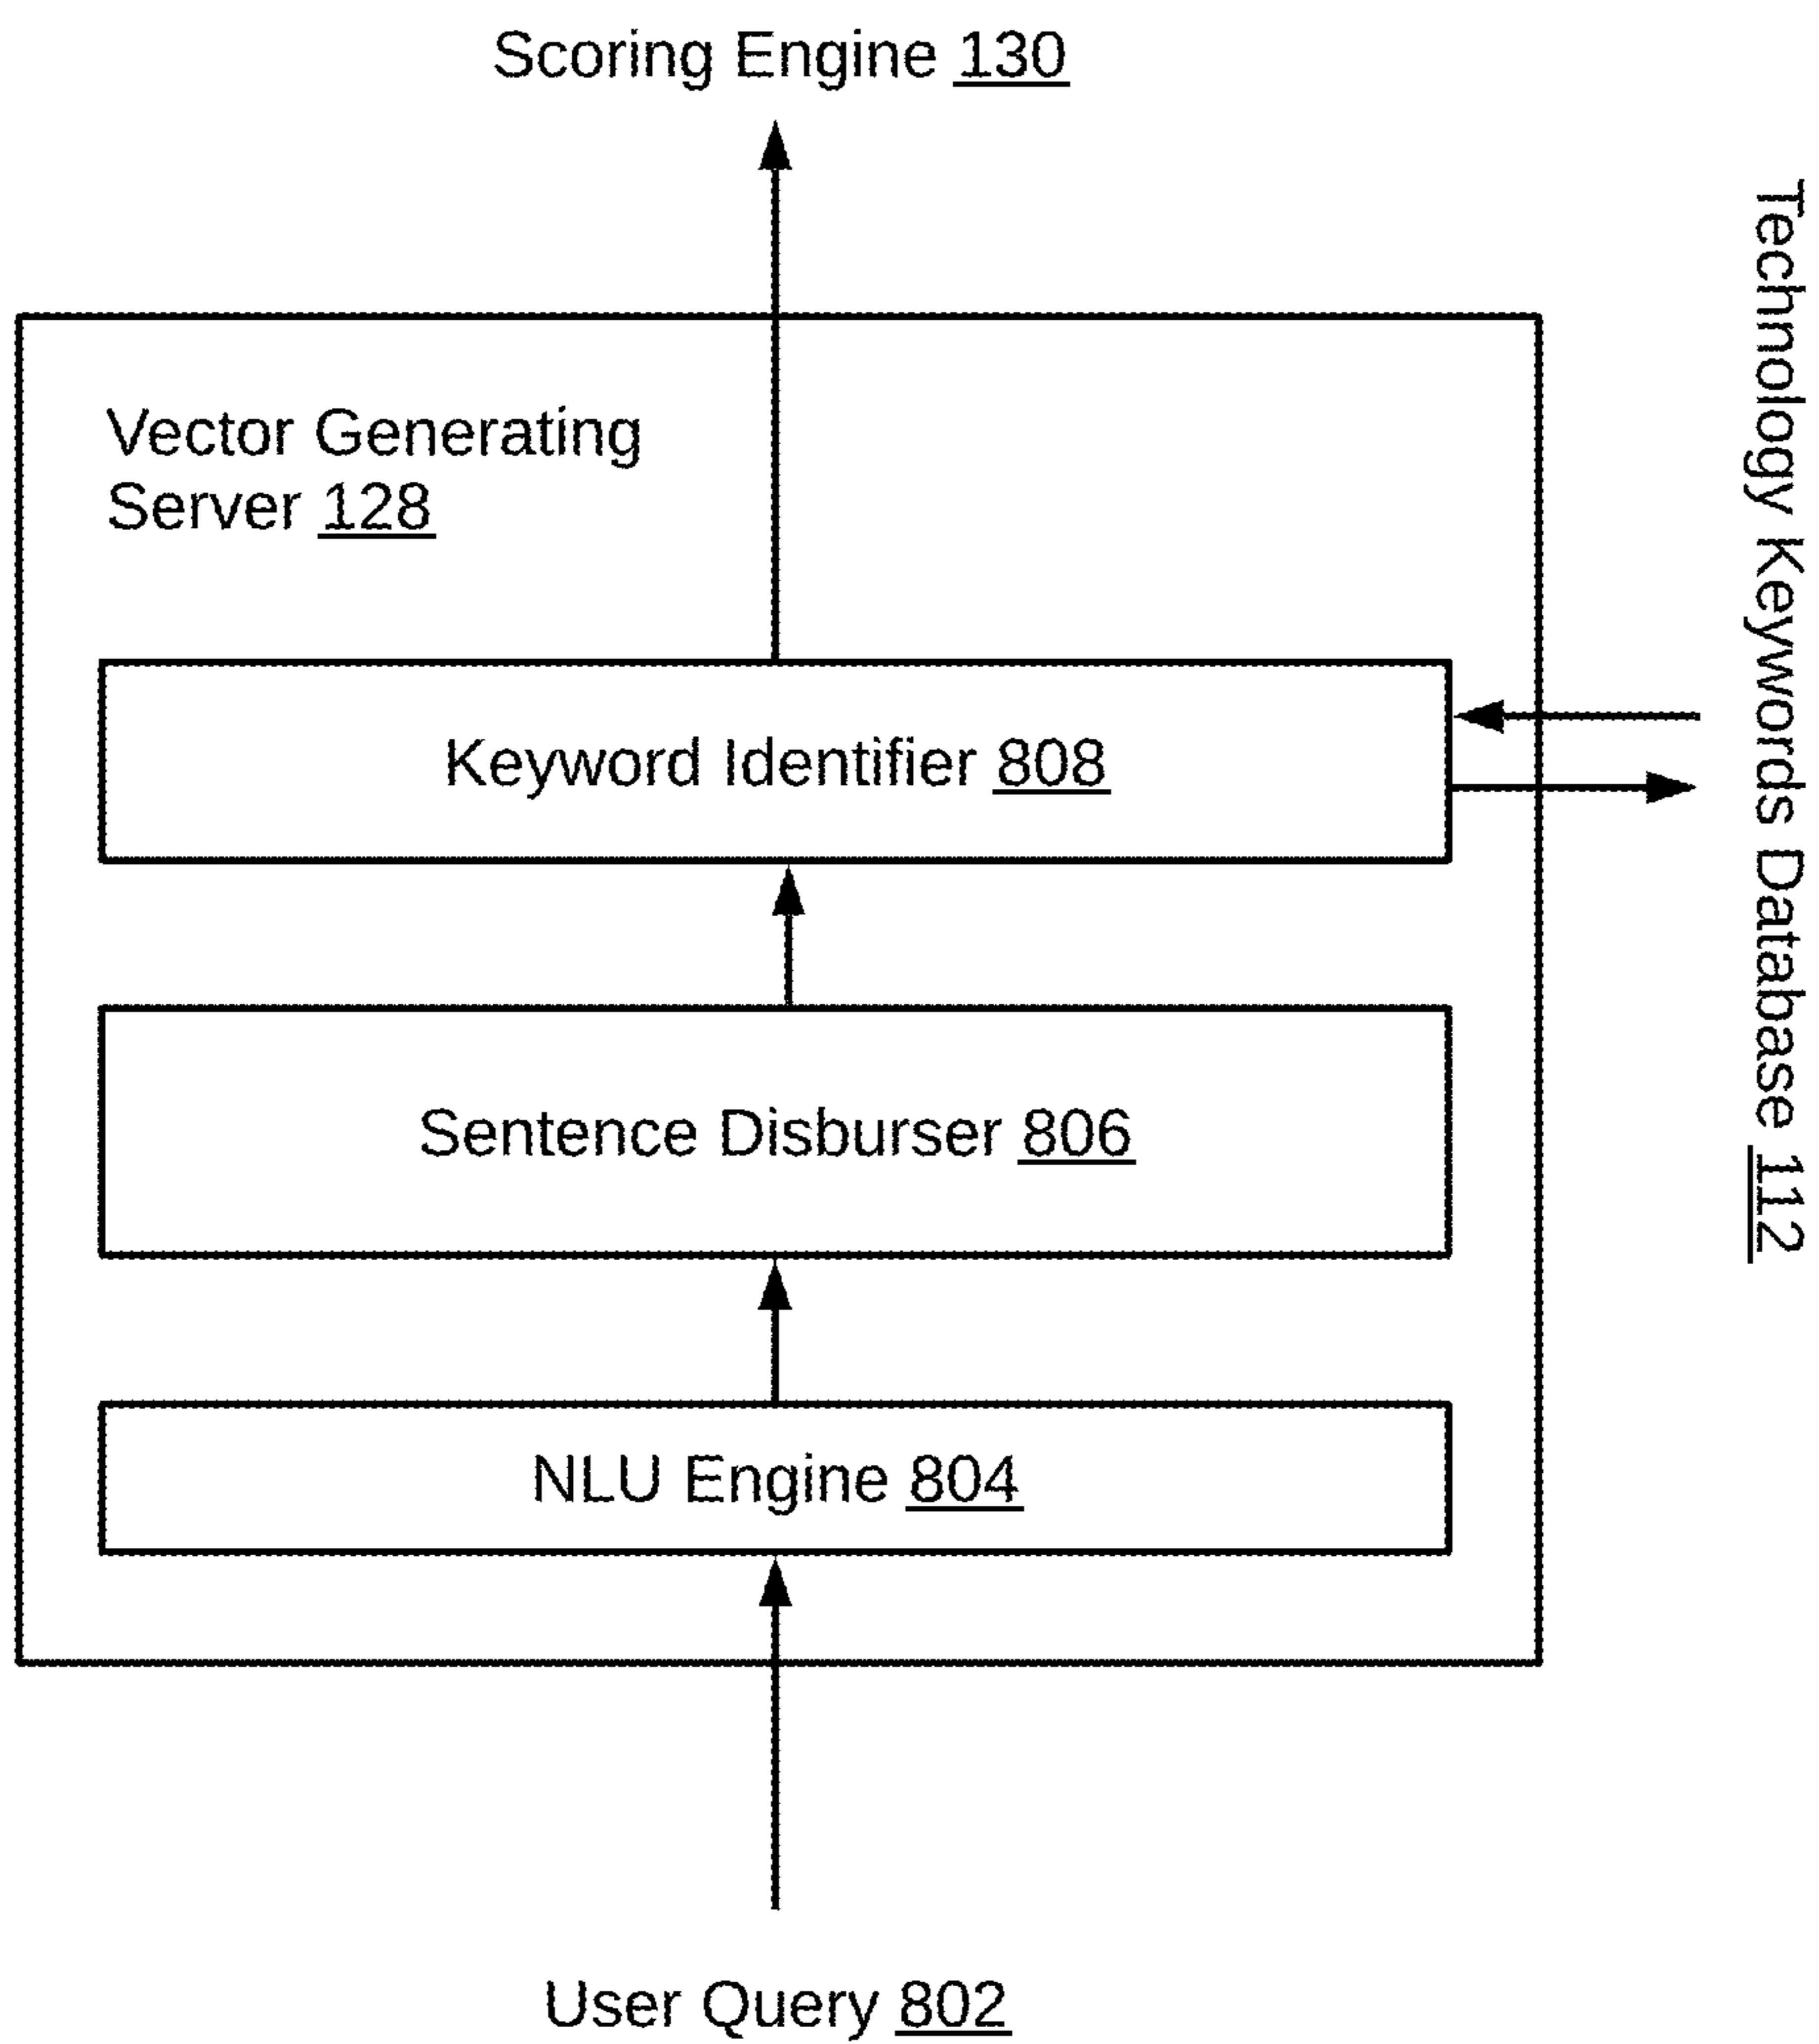 Scoring Engine 130
Vector Generating
Server 128
Keyword Identifier 808
Sentence Disburser 806
NLU Engine 804
User Query 802
Technology Keywords Database 112